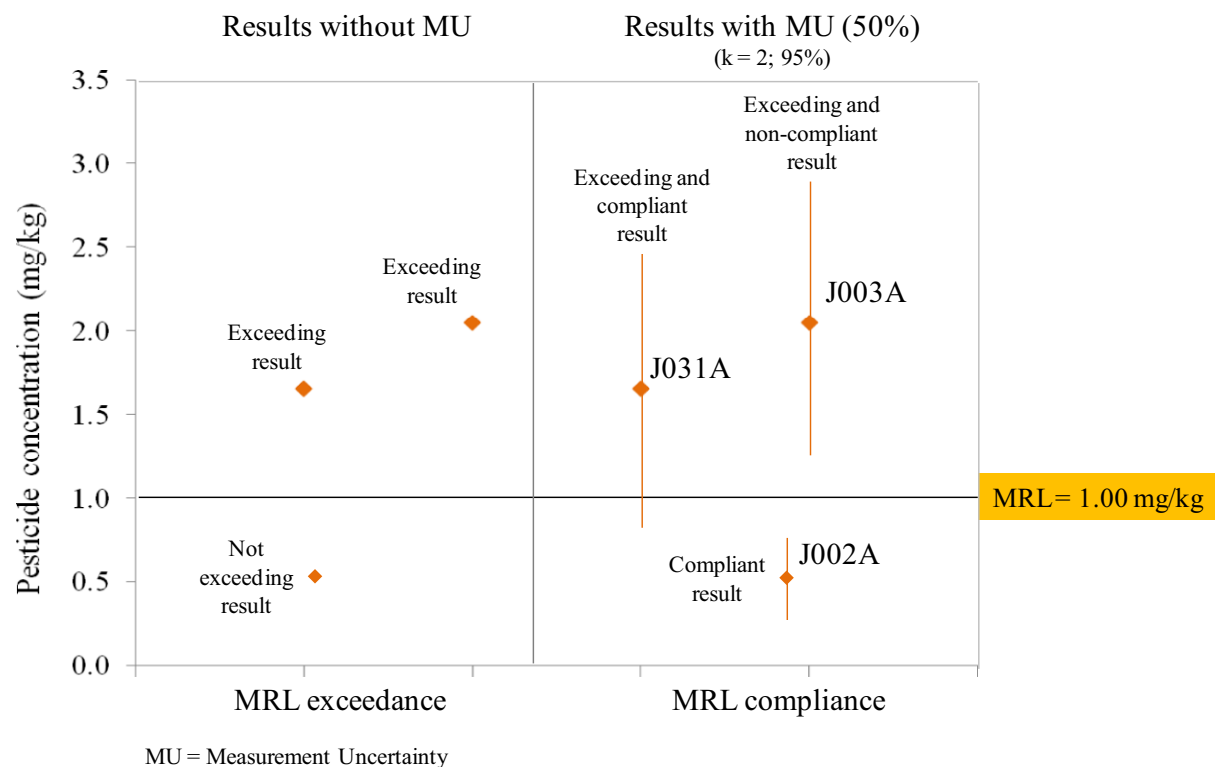 Results without MU
Results with MU (50%)
(k = 2; 95%)
Pesticide concentration (mg/kg)
3.5
3.0
2.5
2.0
1.5
1.0
0.5
0.0
Exceeding
result
Exceeding
result
Not
exceeding
result
Exceeding and
compliant
result
J031A
Exceeding and
non-compliant
result
J003A
MRL= 1.00 mg/kg
Compliant
result
J002A
MRL exceedance
MRL compliance
MU = Measurement Uncertainty